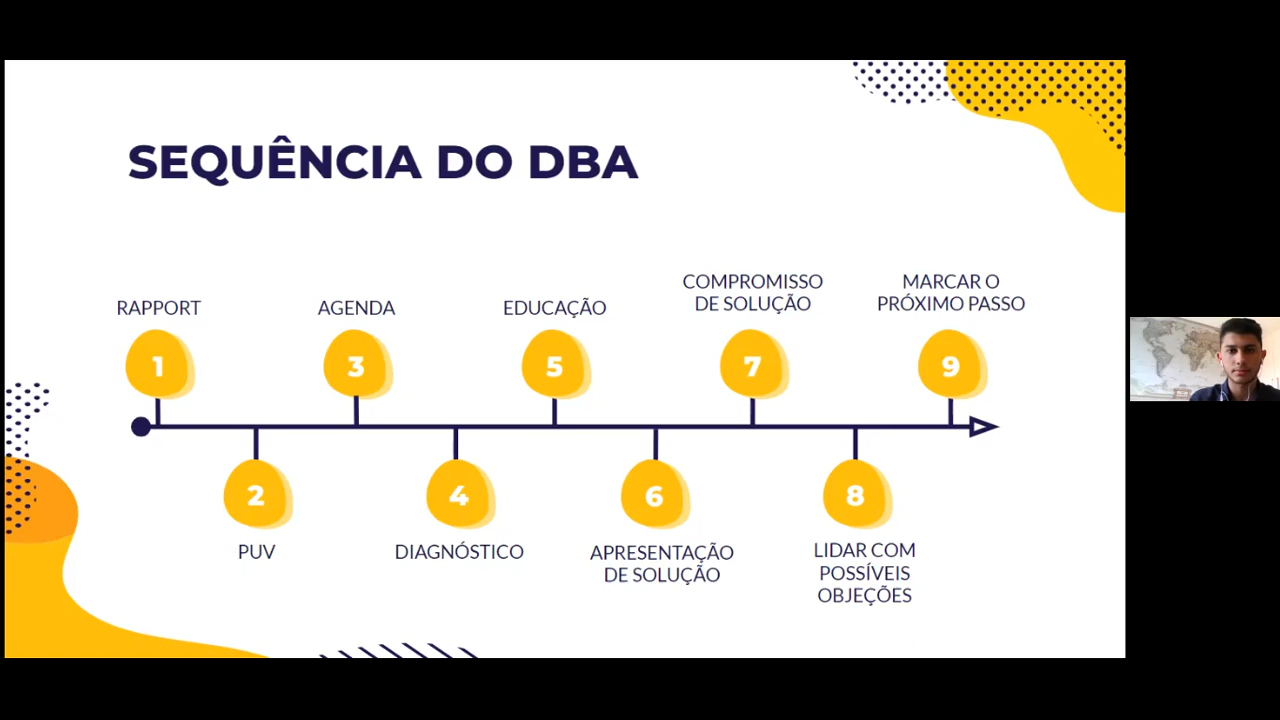 SEQUÊNCIA DO DBA
RAPPORT
1
PUV
2
AGENDA
3
DIAGNÓSTICO
4
EDUCAÇÃO
5
APRESENTAÇÃO
DE SOLUÇÃO
6
COMPROMISSO
DE SOLUÇÃO
7
LIDAR COM
POSSÍVEIS
OBJEÇÕES
8
MARCAR O
PRÓXIMO PASSO
9